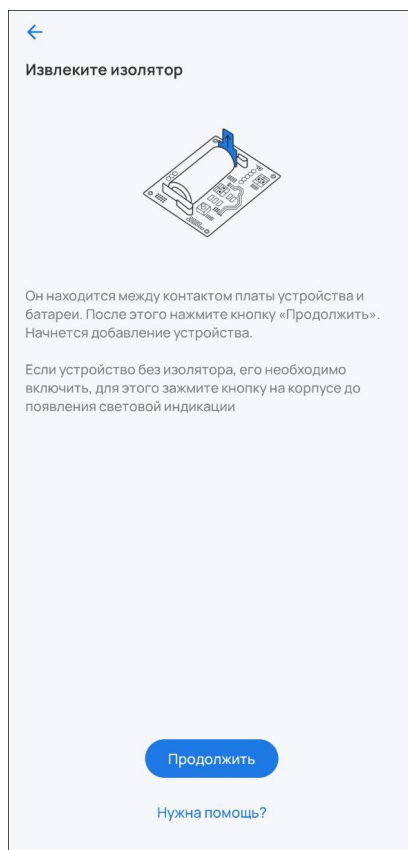 Извлеките изолятор
Он находится между контактом платы устройства и
батареи. После этого нажмите кнопку «Продолжить».
Начнется добавление устройства.
Если устройство без изолятора, его необходимо
включить, для этого зажмите кнопку на корпусе до
появления световой индикации
Продолжить
Нужна помощь?